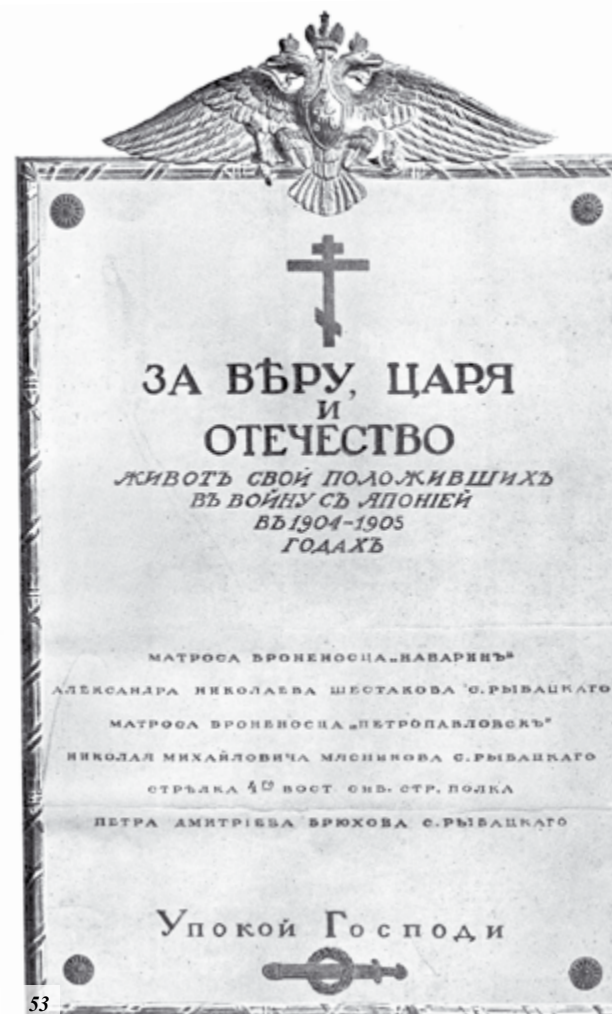 ЗА ВѢРУ, ЦАРЯ
И
ОТЕЧЕСТВО
ЖИВОТЪ СВОЙ ПОЛОЖИВШИХЪ
ВЪ ВОЙНУ СЪ ЯПОНІЕЙ
ВЪ 1904-1905
ГОДАХЪ
МАТРОСА БРОНЕНОСЦА „НАВАРИНЪ“
АЛЕКСАНДРА НИКОЛАЕВА ШЕСТАКОВА С. РЫБАЦКАГО
МАТРОСА БРОНЕНОСЦА „ПЕТРОПАВЛОВСКЪ“
НИКОЛАЯ МИХАЙЛОВИЧА МЯСНИКОВА С. РЫБАЦКАГО
СТРѢЛКА 4го ВОСТ. СИБ. СТР. ПОЛКА
ПЕТРА ДМИТРІЕВА БРЮХОВА С. РЫБАЦКАГО
Упокой Господи
53